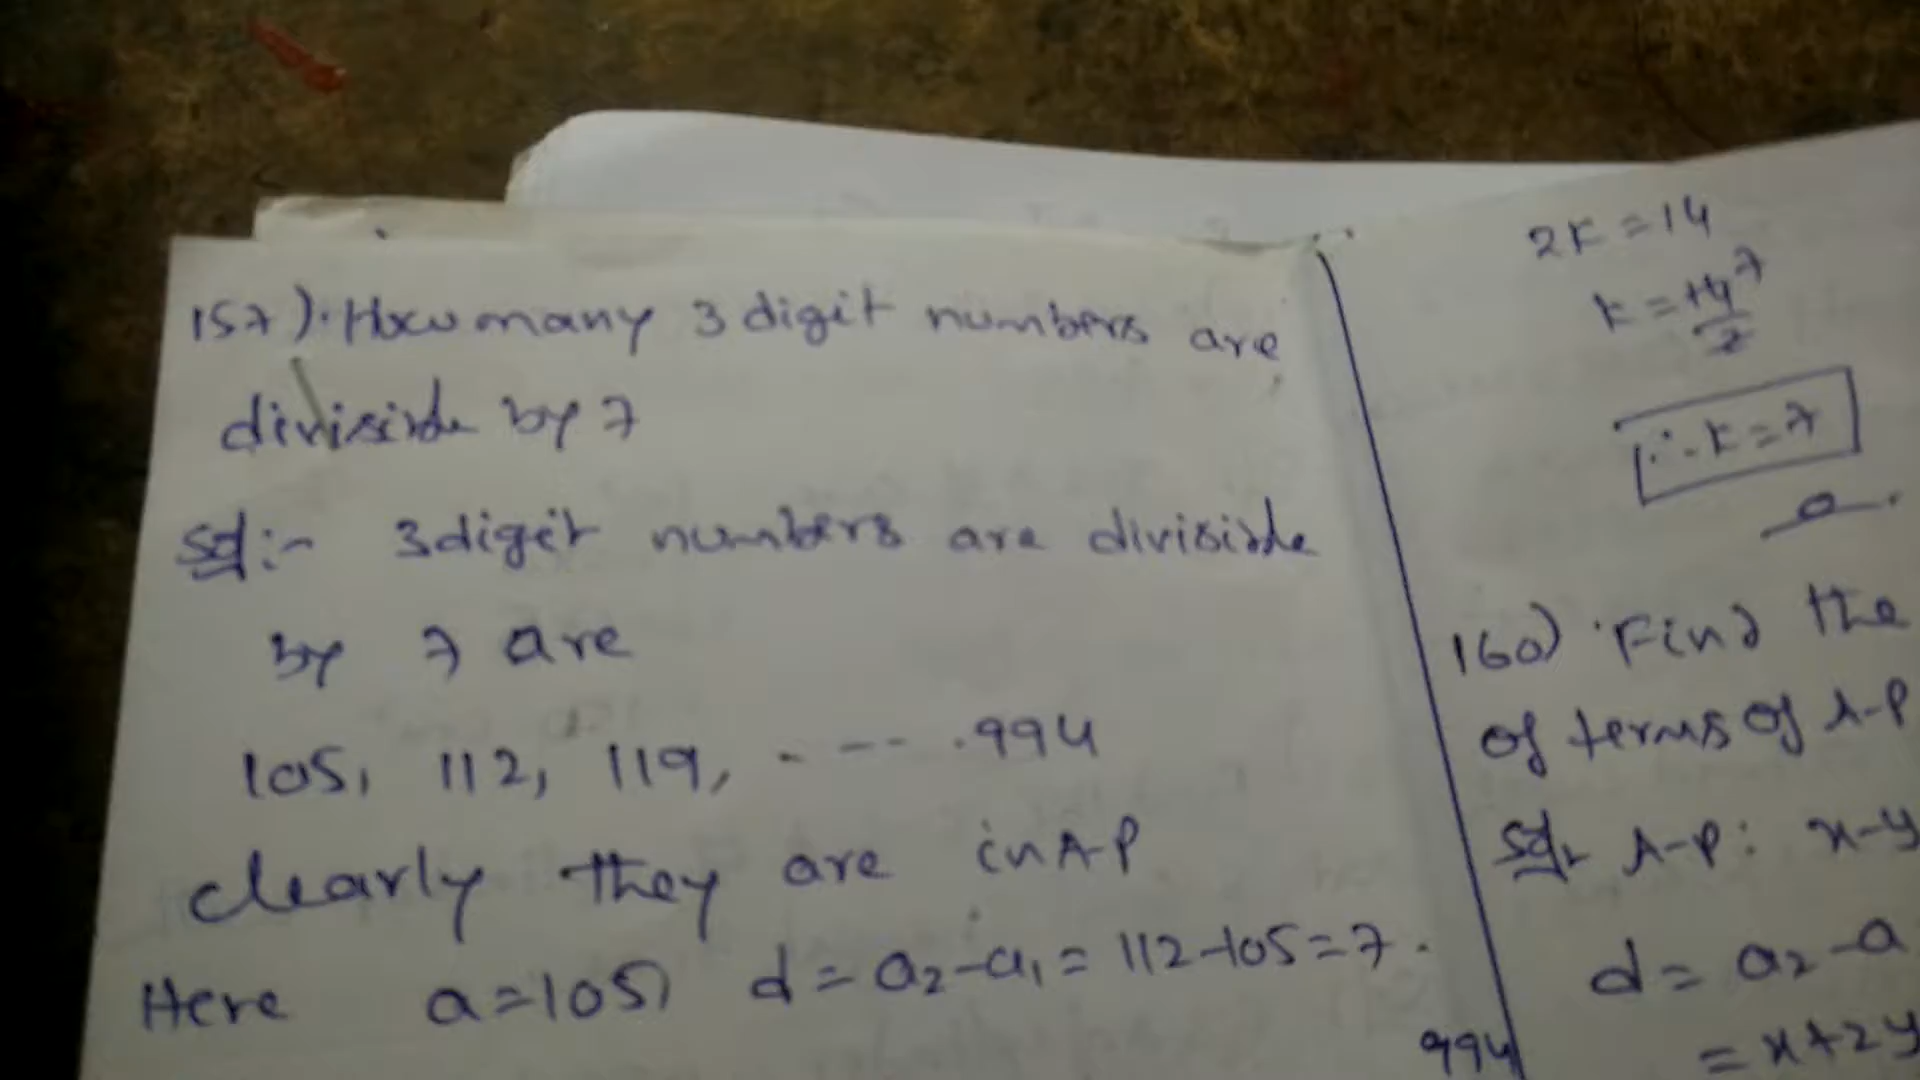 157). How many 3 digit numbers are
divisible by 7
Sol:- 3 digit numbers are divisible
by 7 are
105, 112, 119, - --- .994
clearly they are in A-P
Here a=105, d = a₂-a₁ = 112-105=7.
994
2K = 14
K = 14/2 7
∴ K = 7
160) Find the
of terms of A-P
Sol: A-P: x-y
d = a₂-a
= x+2y